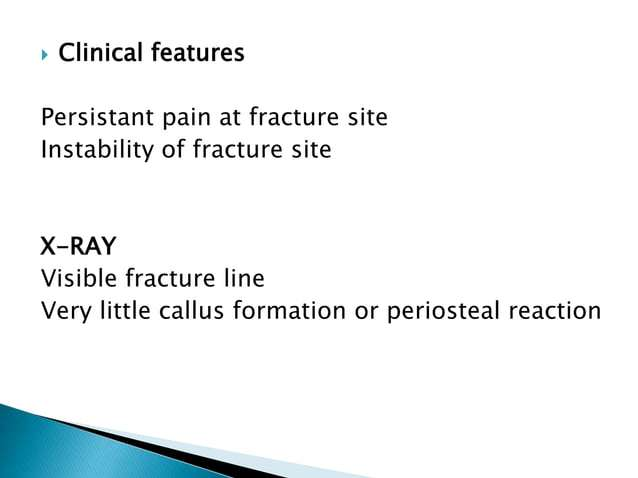 Clinical features
Persistant pain at fracture site
Instability of fracture site
X-RAY
Visible fracture line
Very little callus formation or periosteal reaction